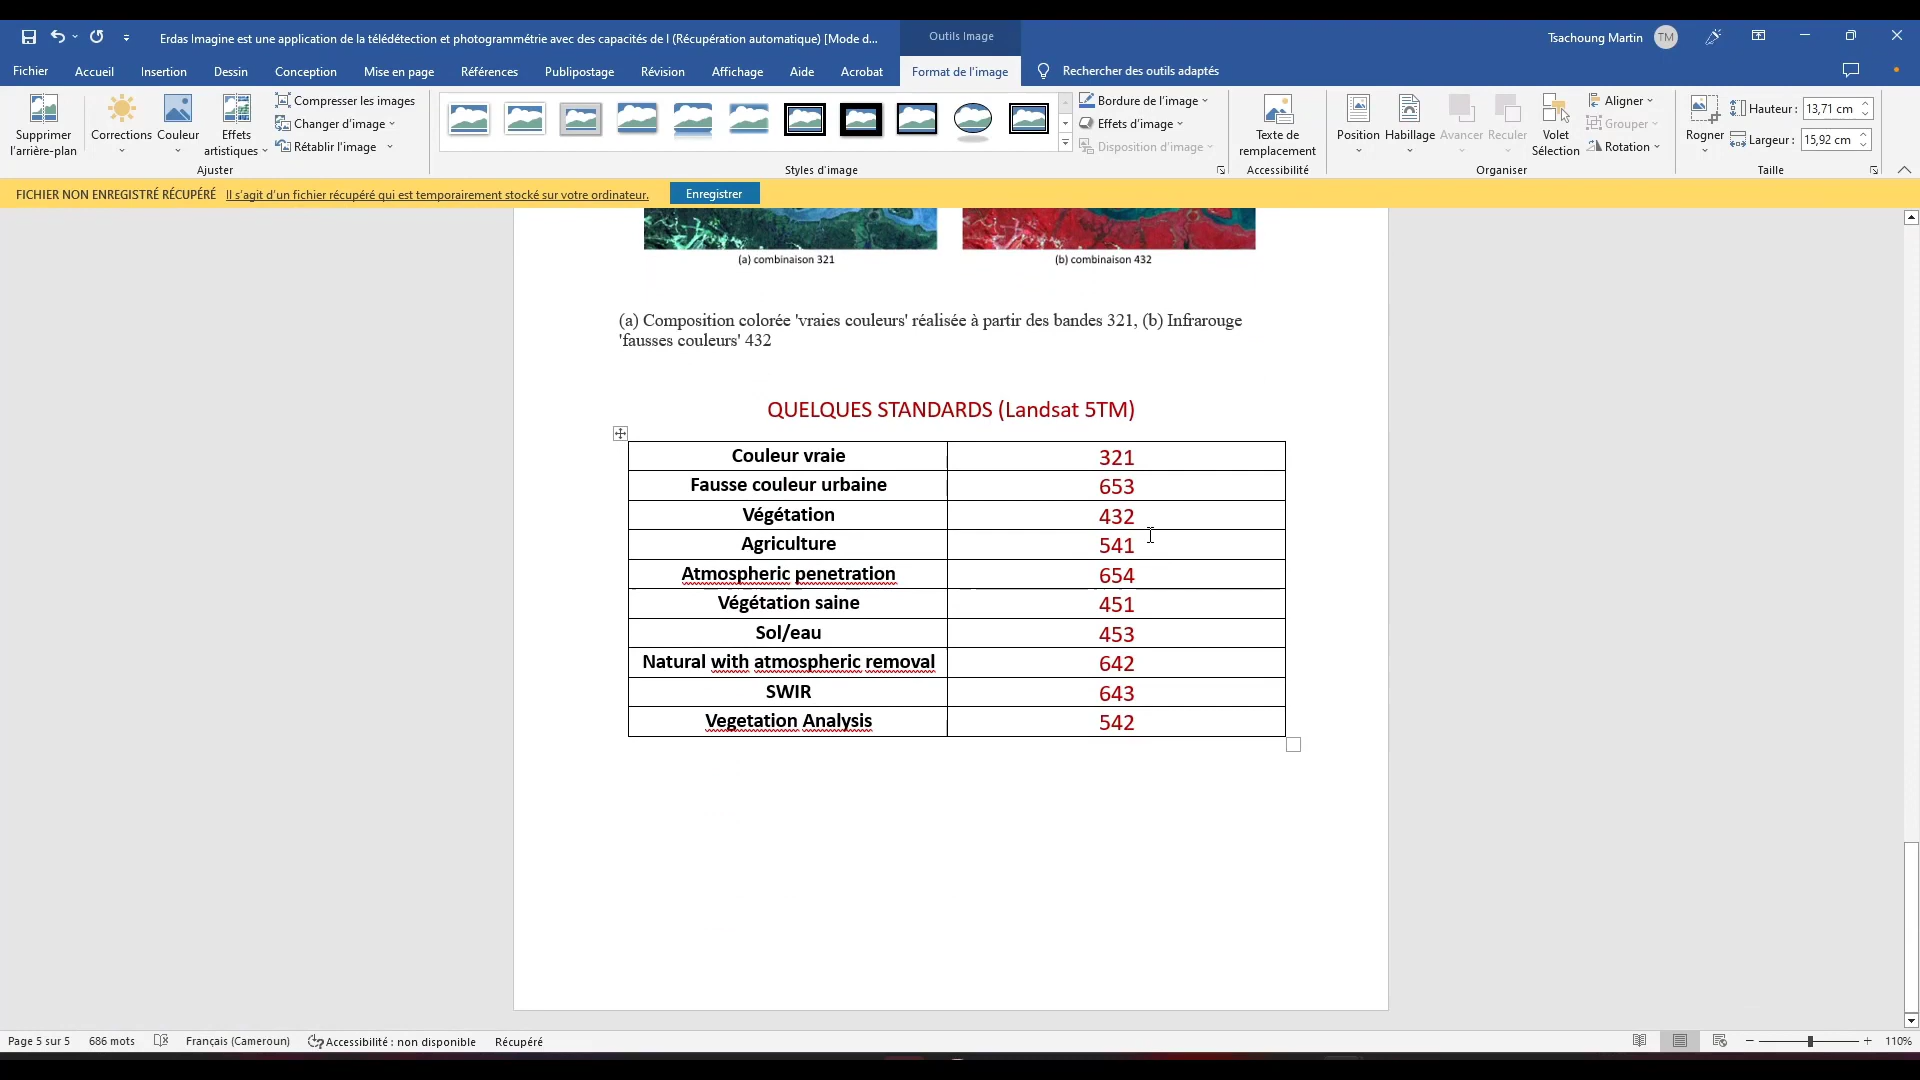 Erdas Imagine est une application de la télédétection et photogrammétrie avec des capacités de l (Récupération automatique) [Mode d...
Outils Image
Tsachoung Martin
TM
Fichier
Accueil
Insertion
Dessin
Conception
Mise en page
Références
Publipostage
Révision
Affichage
Aide
Acrobat
Format de l'image
Rechercher des outils adaptés
Supprimer
l'arrière-plan
Corrections
Couleur
Effets
artistiques
Compresser les images
Changer d'image
Rétablir l'image
Ajuster
Styles d'image
Bordure de l'image
Effets d'image
Disposition d'image
Texte de
remplacement
Accessibilité
Position
Habillage
Avancer
Reculer
Volet
Sélection
Aligner
Grouper
Rotation
Organiser
Rogner
Hauteur : 13,71 cm
Largeur : 15,92 cm
Taille
FICHIER NON ENREGISTRÉ RÉCUPÉRÉ Il s'agit d'un fichier récupéré qui est temporairement stocké sur votre ordinateur. Enregistrer
(a) combinaison 321
(b) combinaison 432
(a) Composition colorée 'vraies couleurs' réalisée à partir des bandes 321, (b) Infrarouge
'fausses couleurs' 432
QUELQUES STANDARDS (Landsat 5TM)
Couleur vraie 321
Fausse couleur urbaine 653
Végétation 432
Agriculture 541
Atmospheric penetration 654
Végétation saine 451
Sol/eau 453
Natural with atmospheric removal 642
SWIR 643
Vegetation Analysis 542
Page 5 sur 5 686 mots Français (Cameroun) Accessibilité : non disponible Récupéré 110%